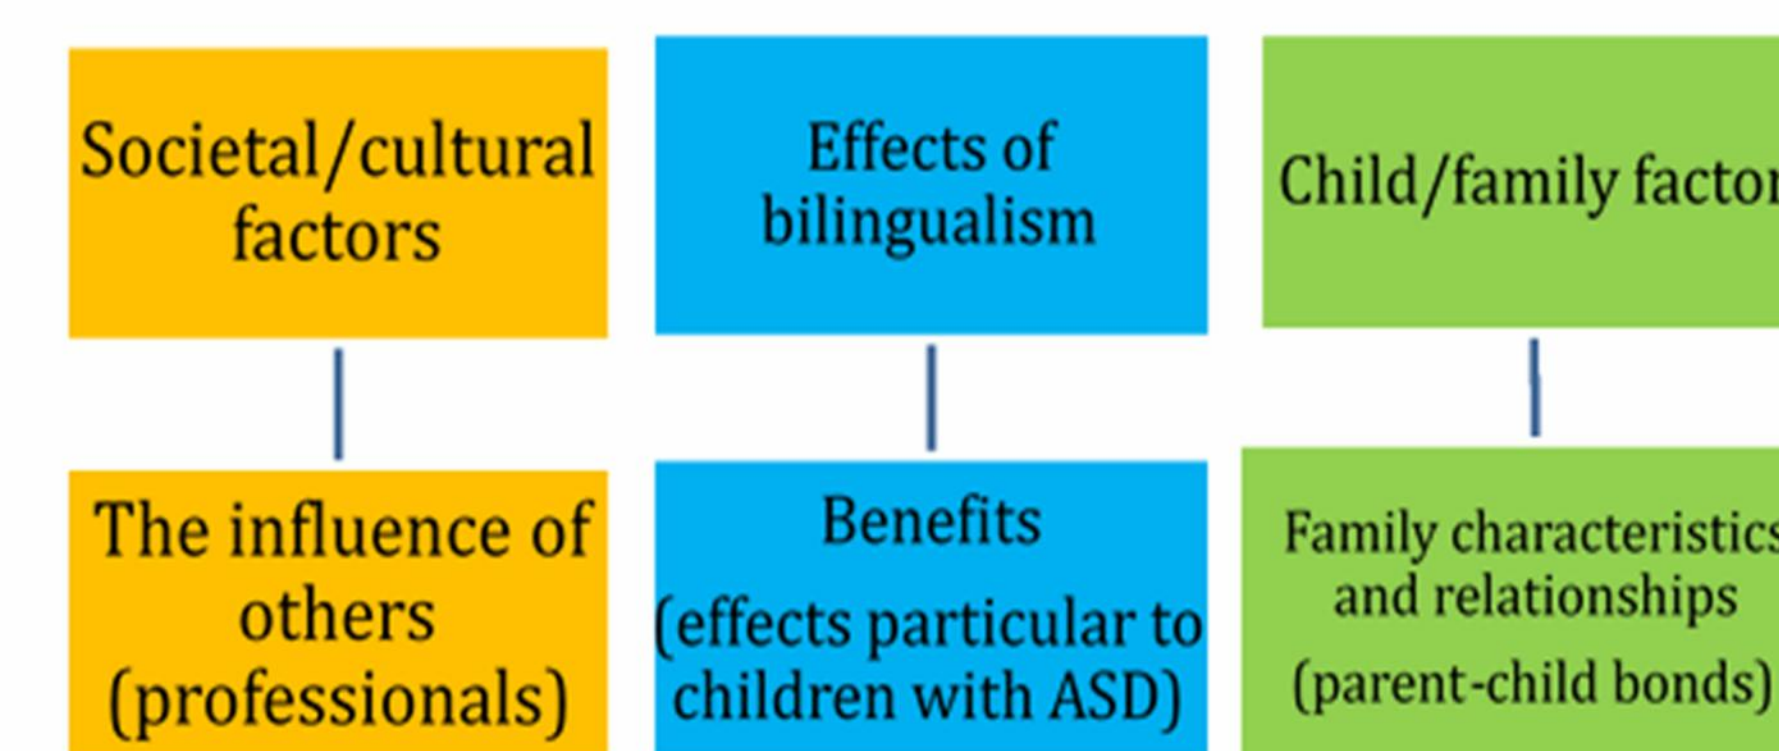 Societal/cultural
factors
Effects of
bilingualism
Child/family factor
The influence of
others
(professionals)
Benefits
(effects particular to
children with ASD)
Family characteristics
and relationships
(parent-child bonds)